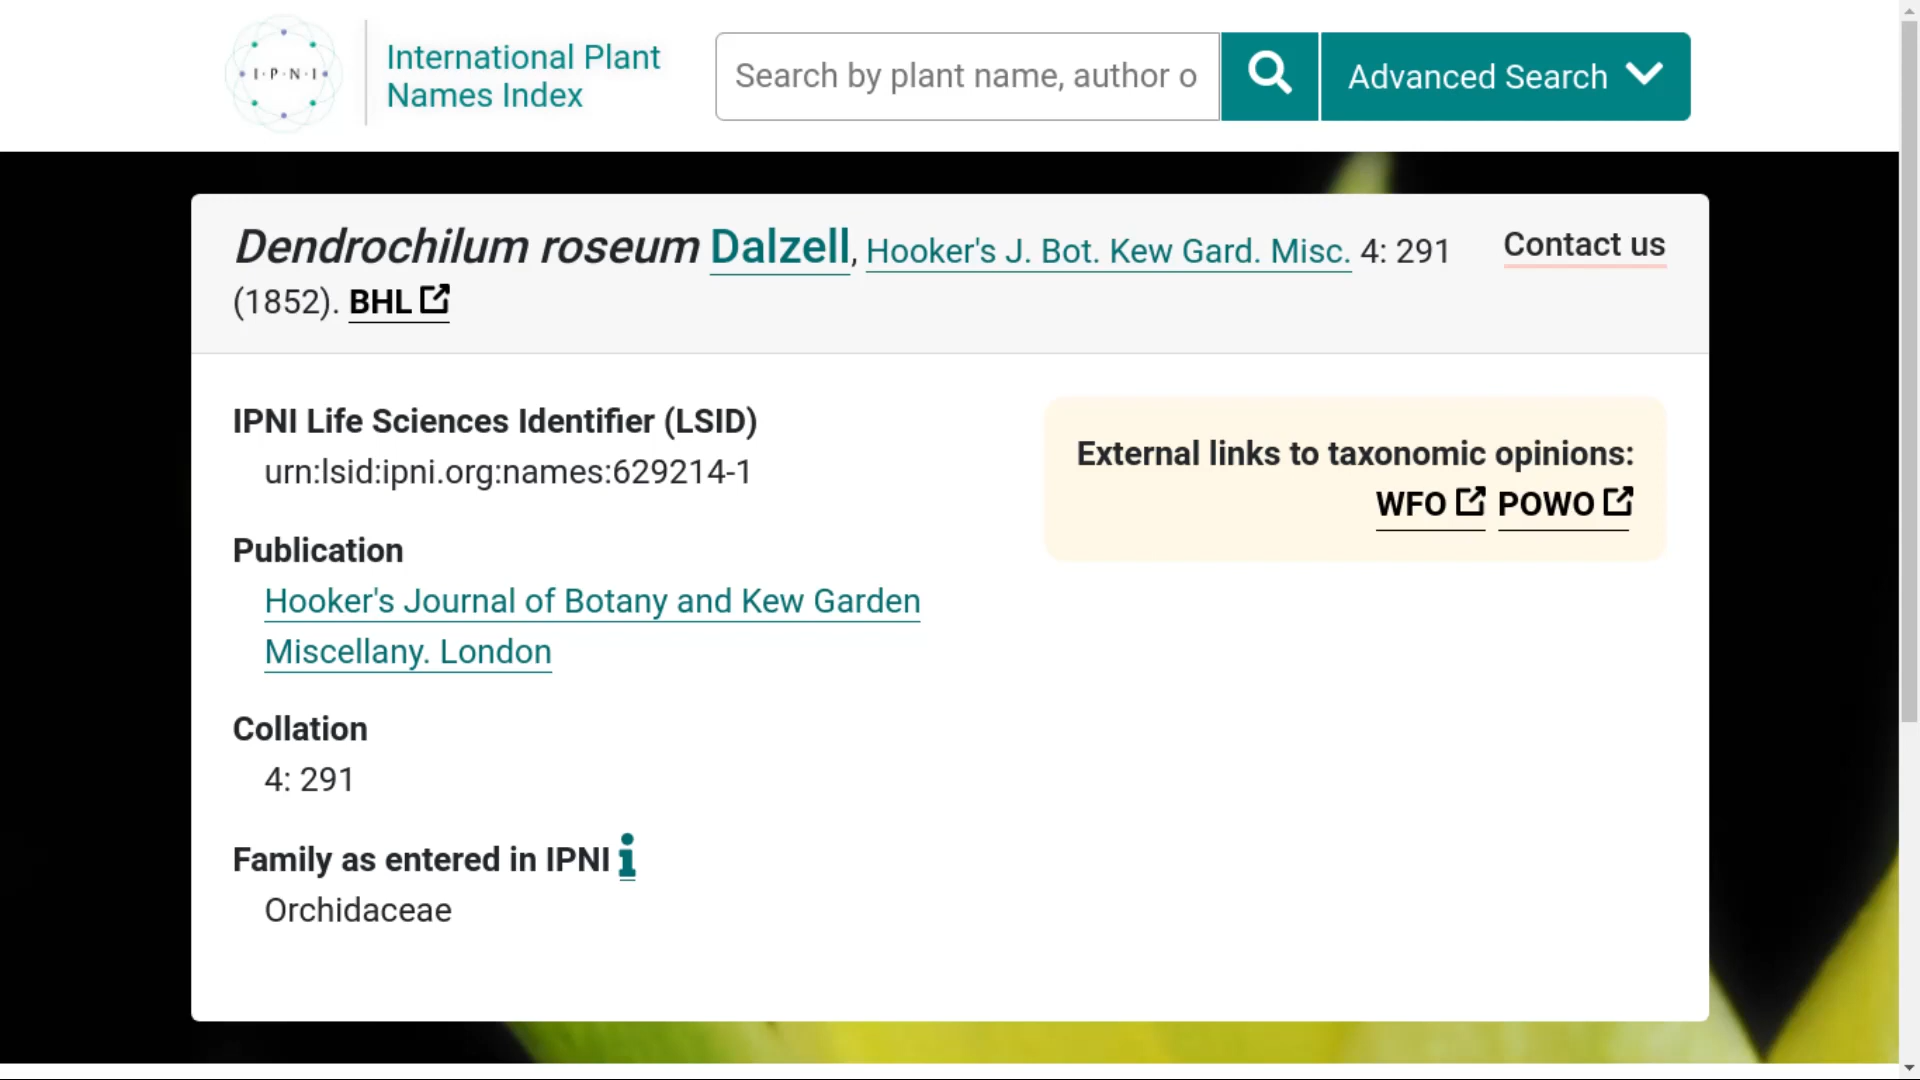 I·P·N·I
International Plant
Names Index
Search by plant name, author o
Advanced Search
Dendrochilum roseum Dalzell, Hooker's J. Bot. Kew Gard. Misc. 4: 291
(1852). BHL
Contact us
IPNI Life Sciences Identifier (LSID)
urn:lsid:ipni.org:names:629214-1
External links to taxonomic opinions:
WFO POWO
Publication
Hooker's Journal of Botany and Kew Garden
Miscellany. London
Collation
4: 291
Family as entered in IPNI
Orchidaceae